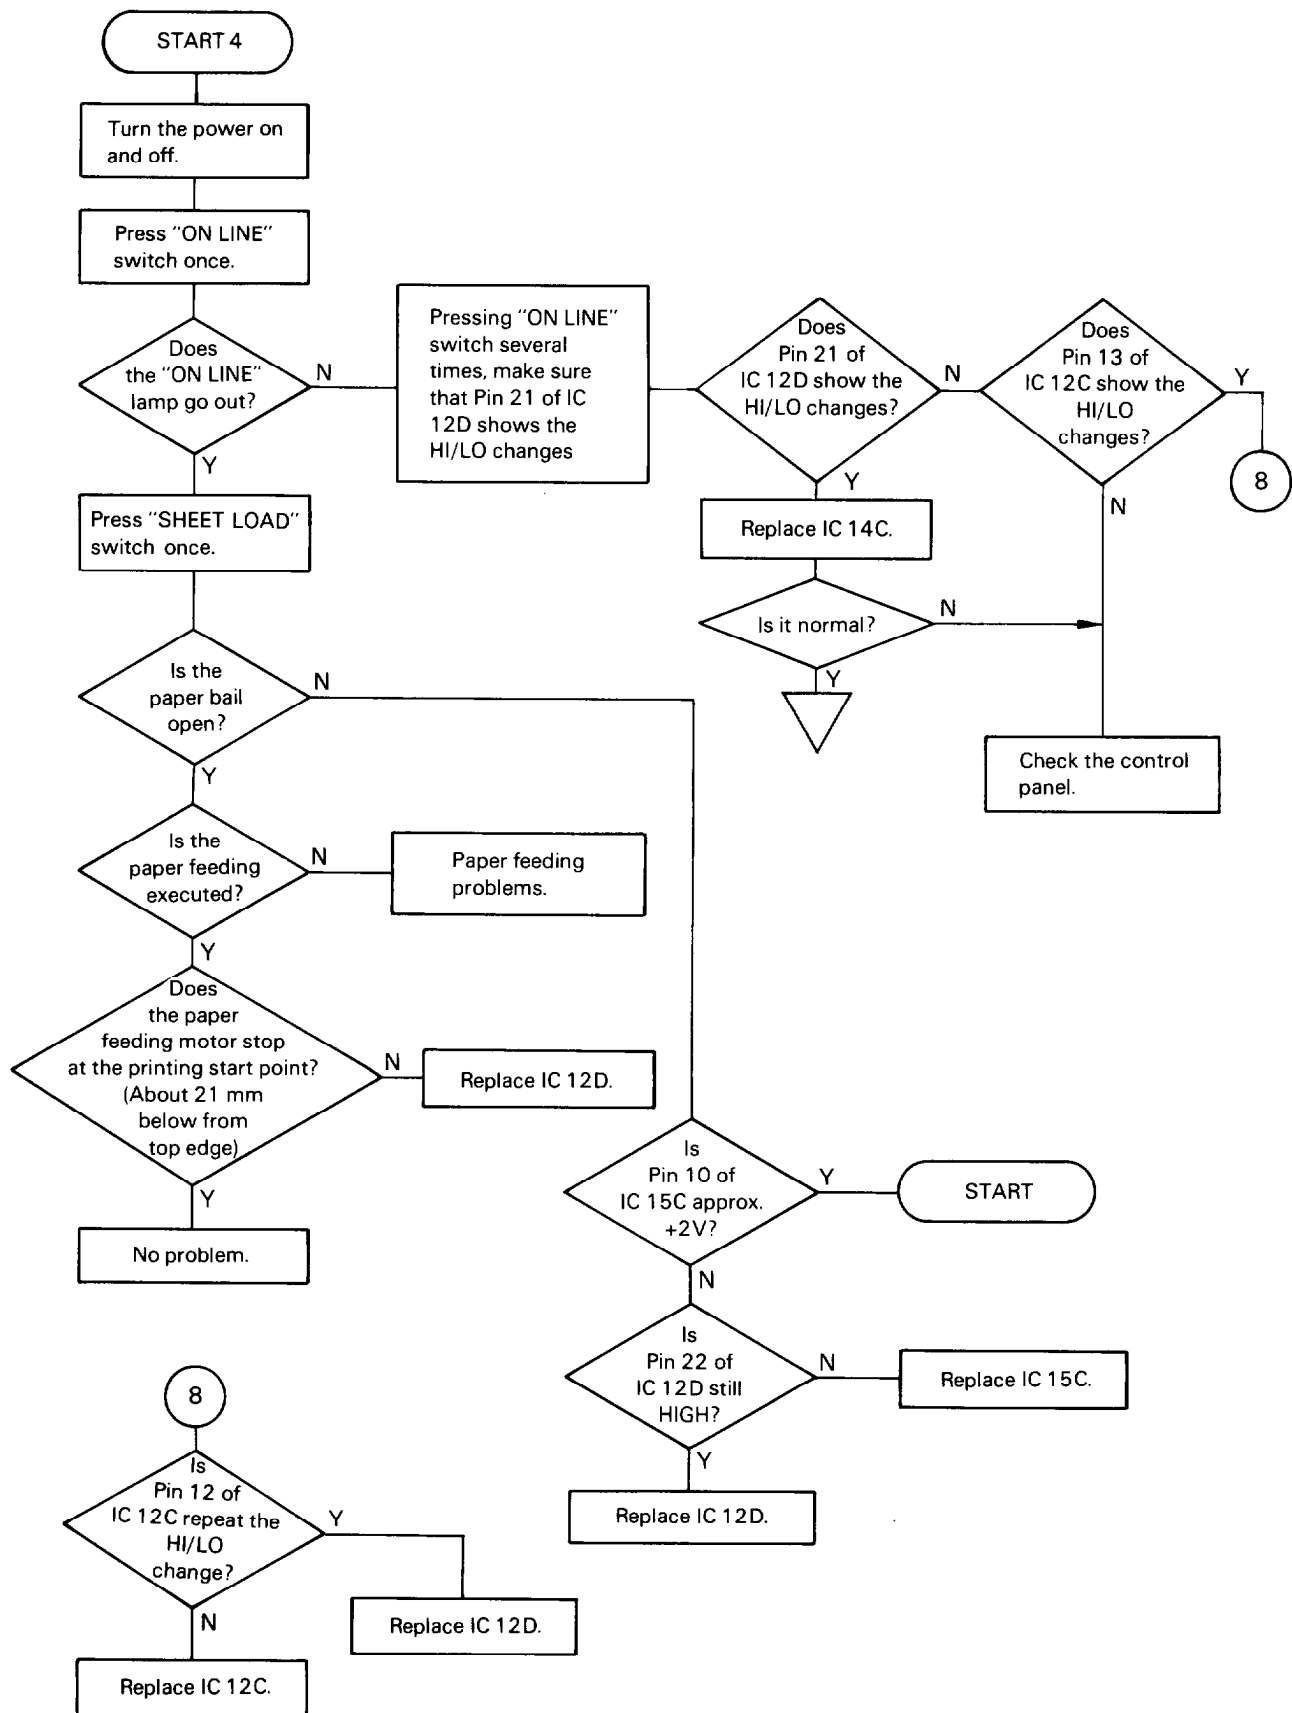 START 4
Turn the power on
and off.
Press "ON LINE"
switch once.
Does
the "ON LINE"
lamp go out?
N
Y
Pressing "ON LINE"
switch several
times, make sure
that Pin 21 of IC
12D shows the
HI/LO changes
Does
Pin 21 of
IC 12D show the
HI/LO changes?
N
Y
Does
Pin 13 of
IC 12C show the
HI/LO
changes?
Y
N
8
Press "SHEET LOAD"
switch once.
Replace IC 14C.
Is it normal?
N
Y
Check the control
panel.
Is the
paper bail
open?
N
Y
Is the
paper feeding
executed?
N
Y
Paper feeding
problems.
Does
the paper
feeding motor stop
at the printing start point?
(About 21 mm
below from
top edge)
N
Y
Replace IC 12D.
No problem.
Is
Pin 10 of
IC 15C approx.
+2V?
Y
N
START
Is
Pin 22 of
IC 12D still
HIGH?
N
Y
Replace IC 15C.
Replace IC 12D.
8
Is
Pin 12 of
IC 12C repeat the
HI/LO
change?
Y
N
Replace IC 12D.
Replace IC 12C.